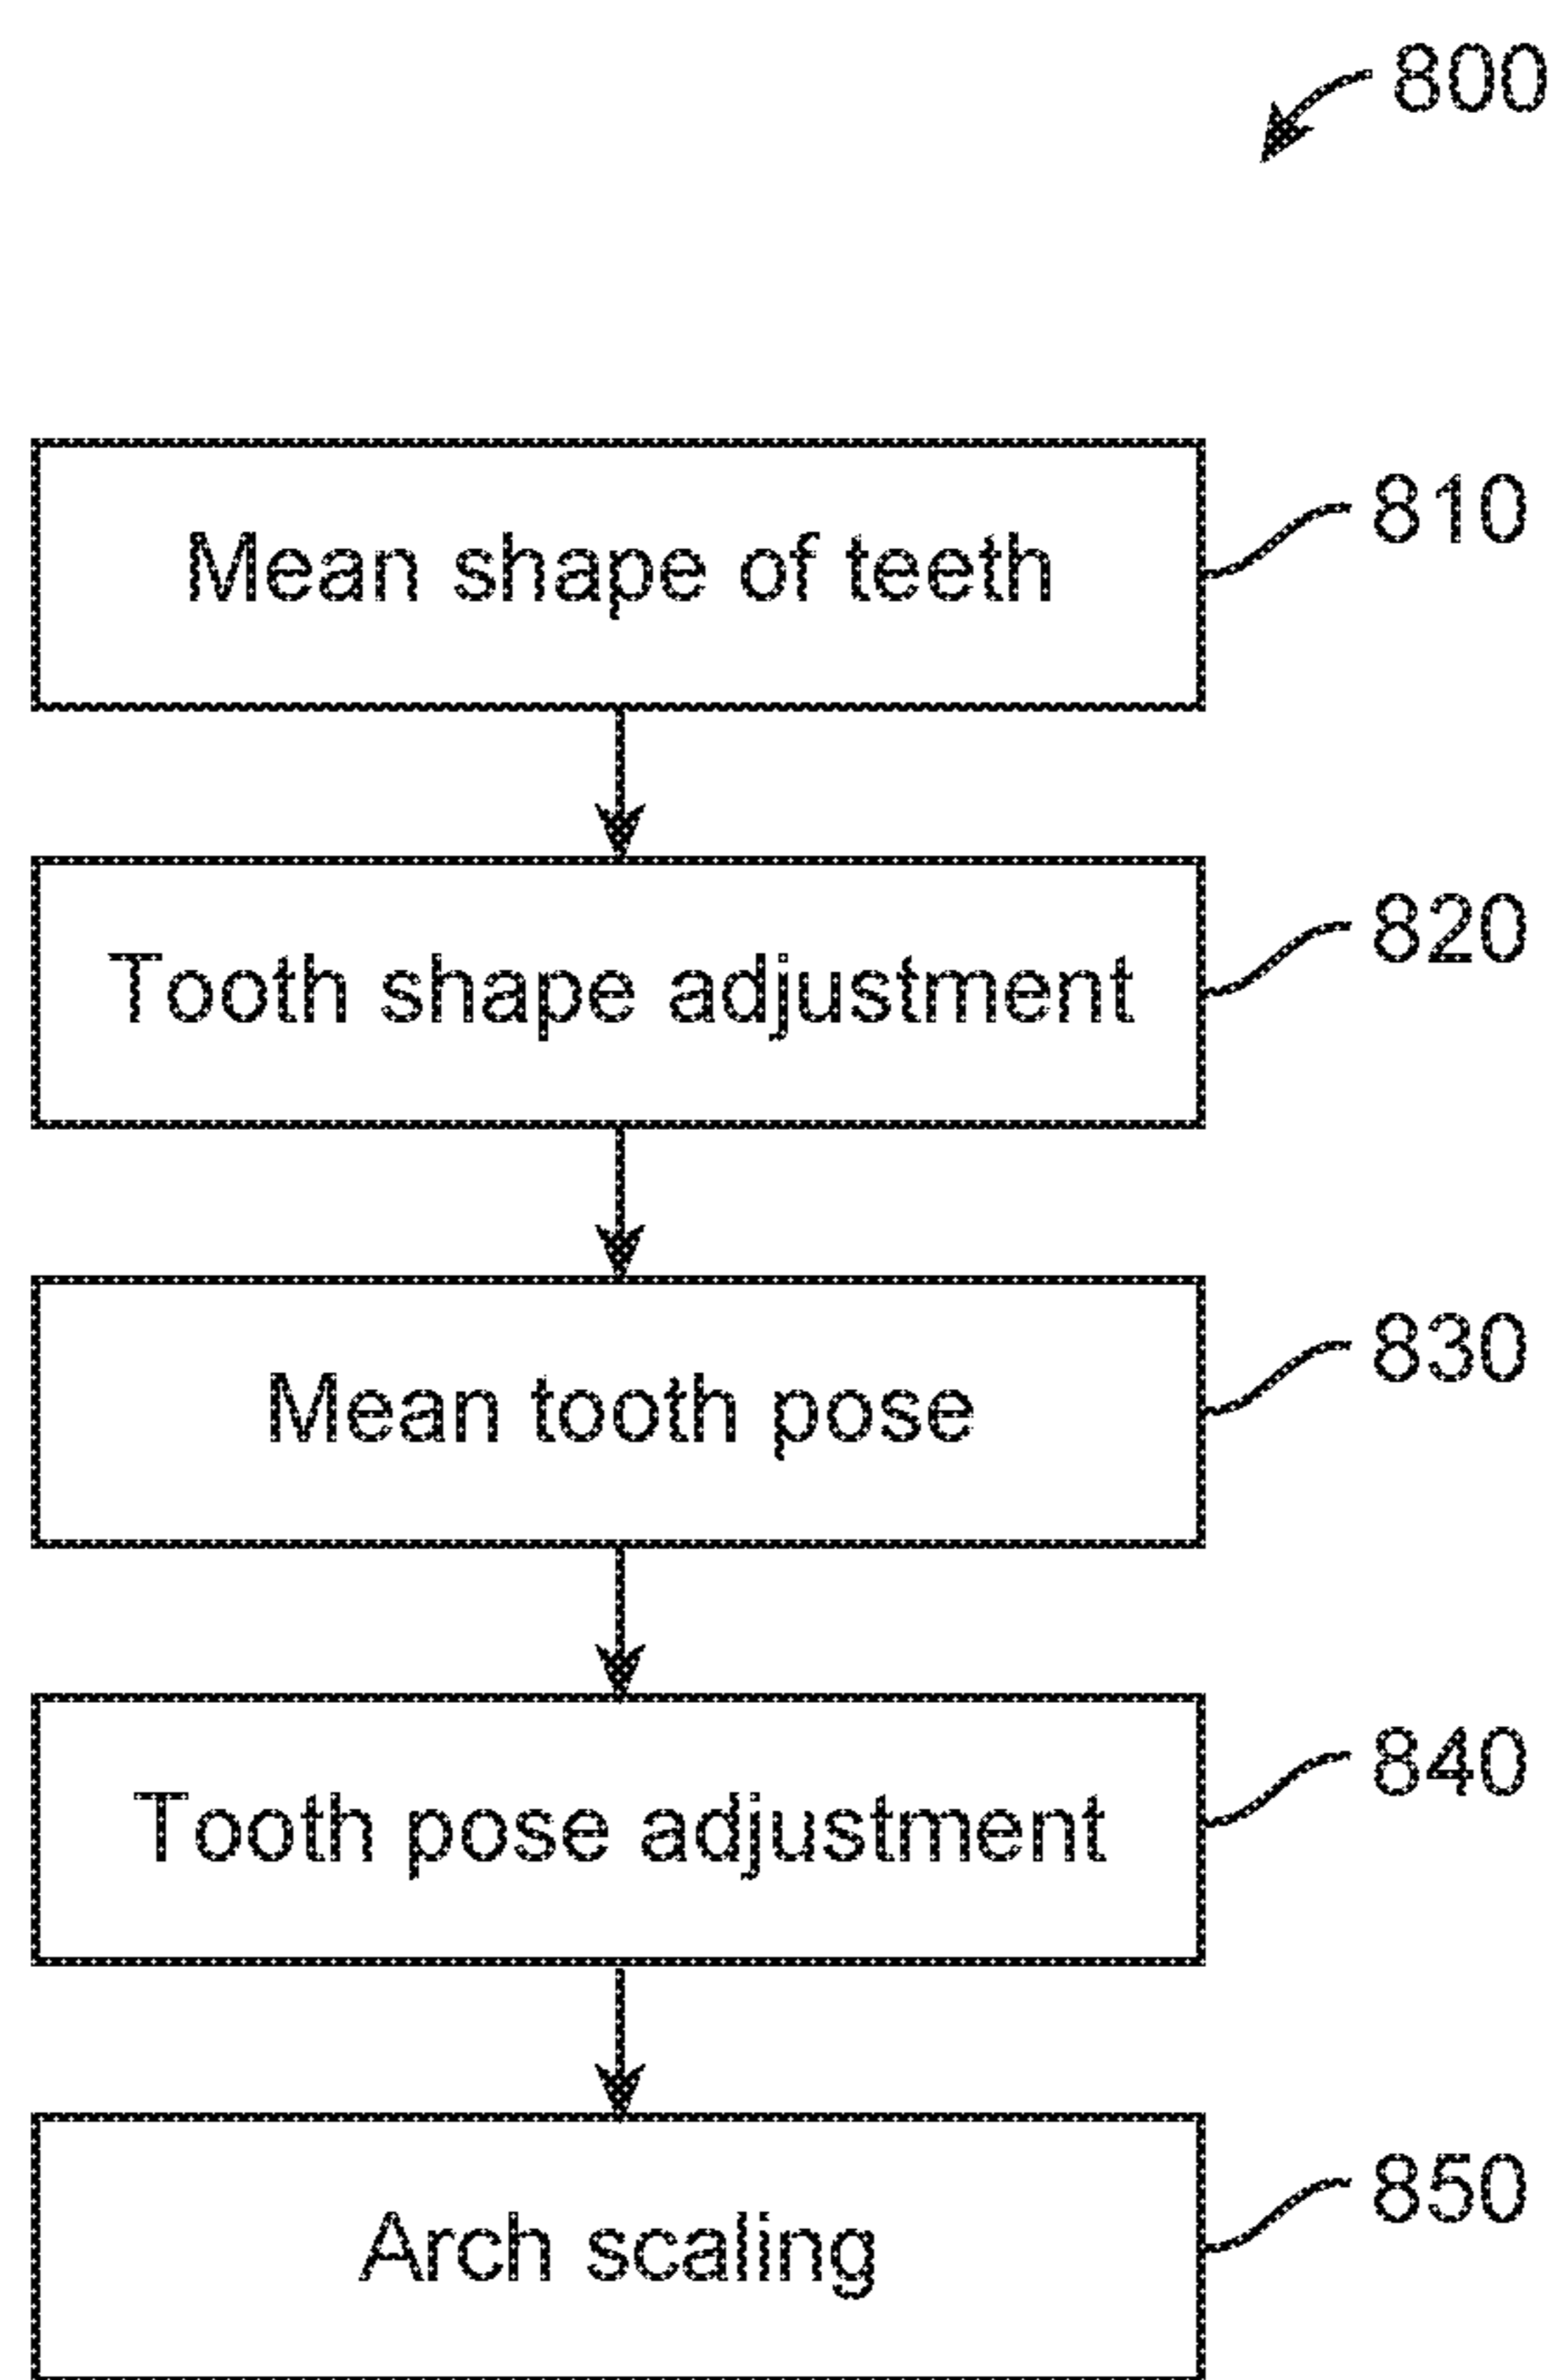 800
Mean shape of teeth
810
Tooth shape adjustment
820
Mean tooth pose
830
Tooth pose adjustment
840
Arch scaling
850